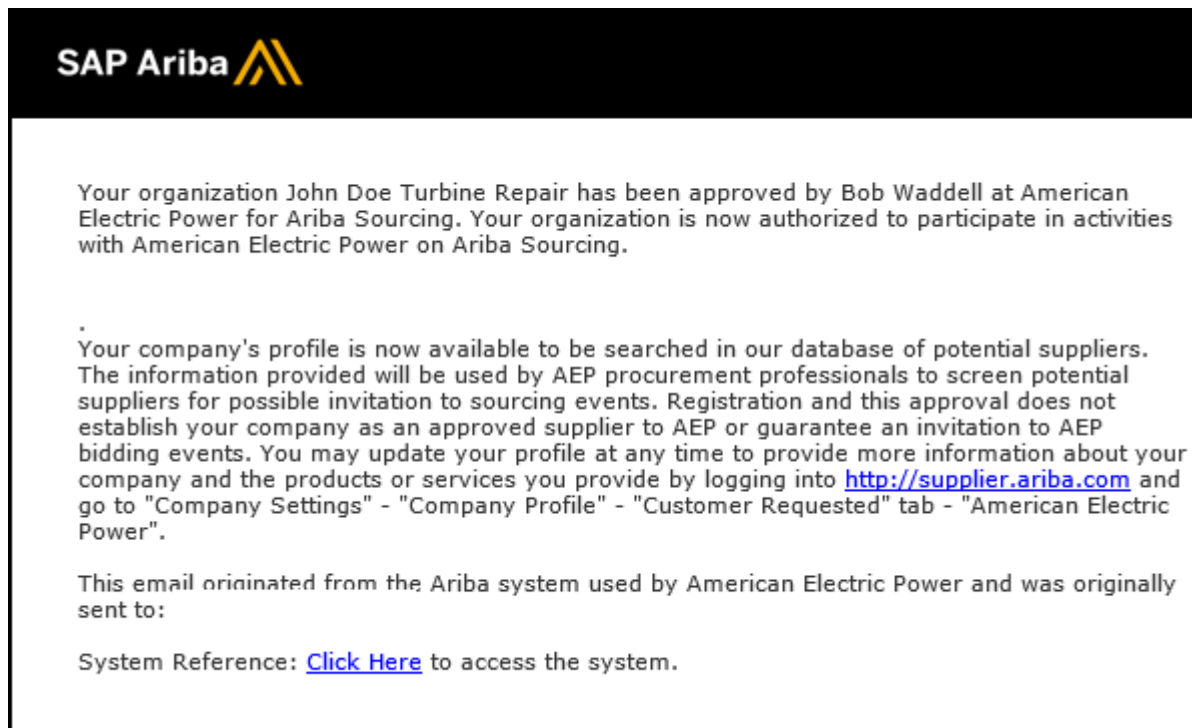 SAP Ariba
Your organization John Doe Turbine Repair has been approved by Bob Waddell at American
Electric Power for Ariba Sourcing. Your organization is now authorized to participate in activities
with American Electric Power on Ariba Sourcing.
.
Your company's profile is now available to be searched in our database of potential suppliers.
The information provided will be used by AEP procurement professionals to screen potential
suppliers for possible invitation to sourcing events. Registration and this approval does not
establish your company as an approved supplier to AEP or guarantee an invitation to AEP
bidding events. You may update your profile at any time to provide more information about your
company and the products or services you provide by logging into http://supplier.ariba.com and
go to "Company Settings" - "Company Profile" - "Customer Requested" tab - "American Electric
Power".
This email originated from the Ariba system used by American Electric Power and was originally
sent to:
System Reference: Click Here to access the system.